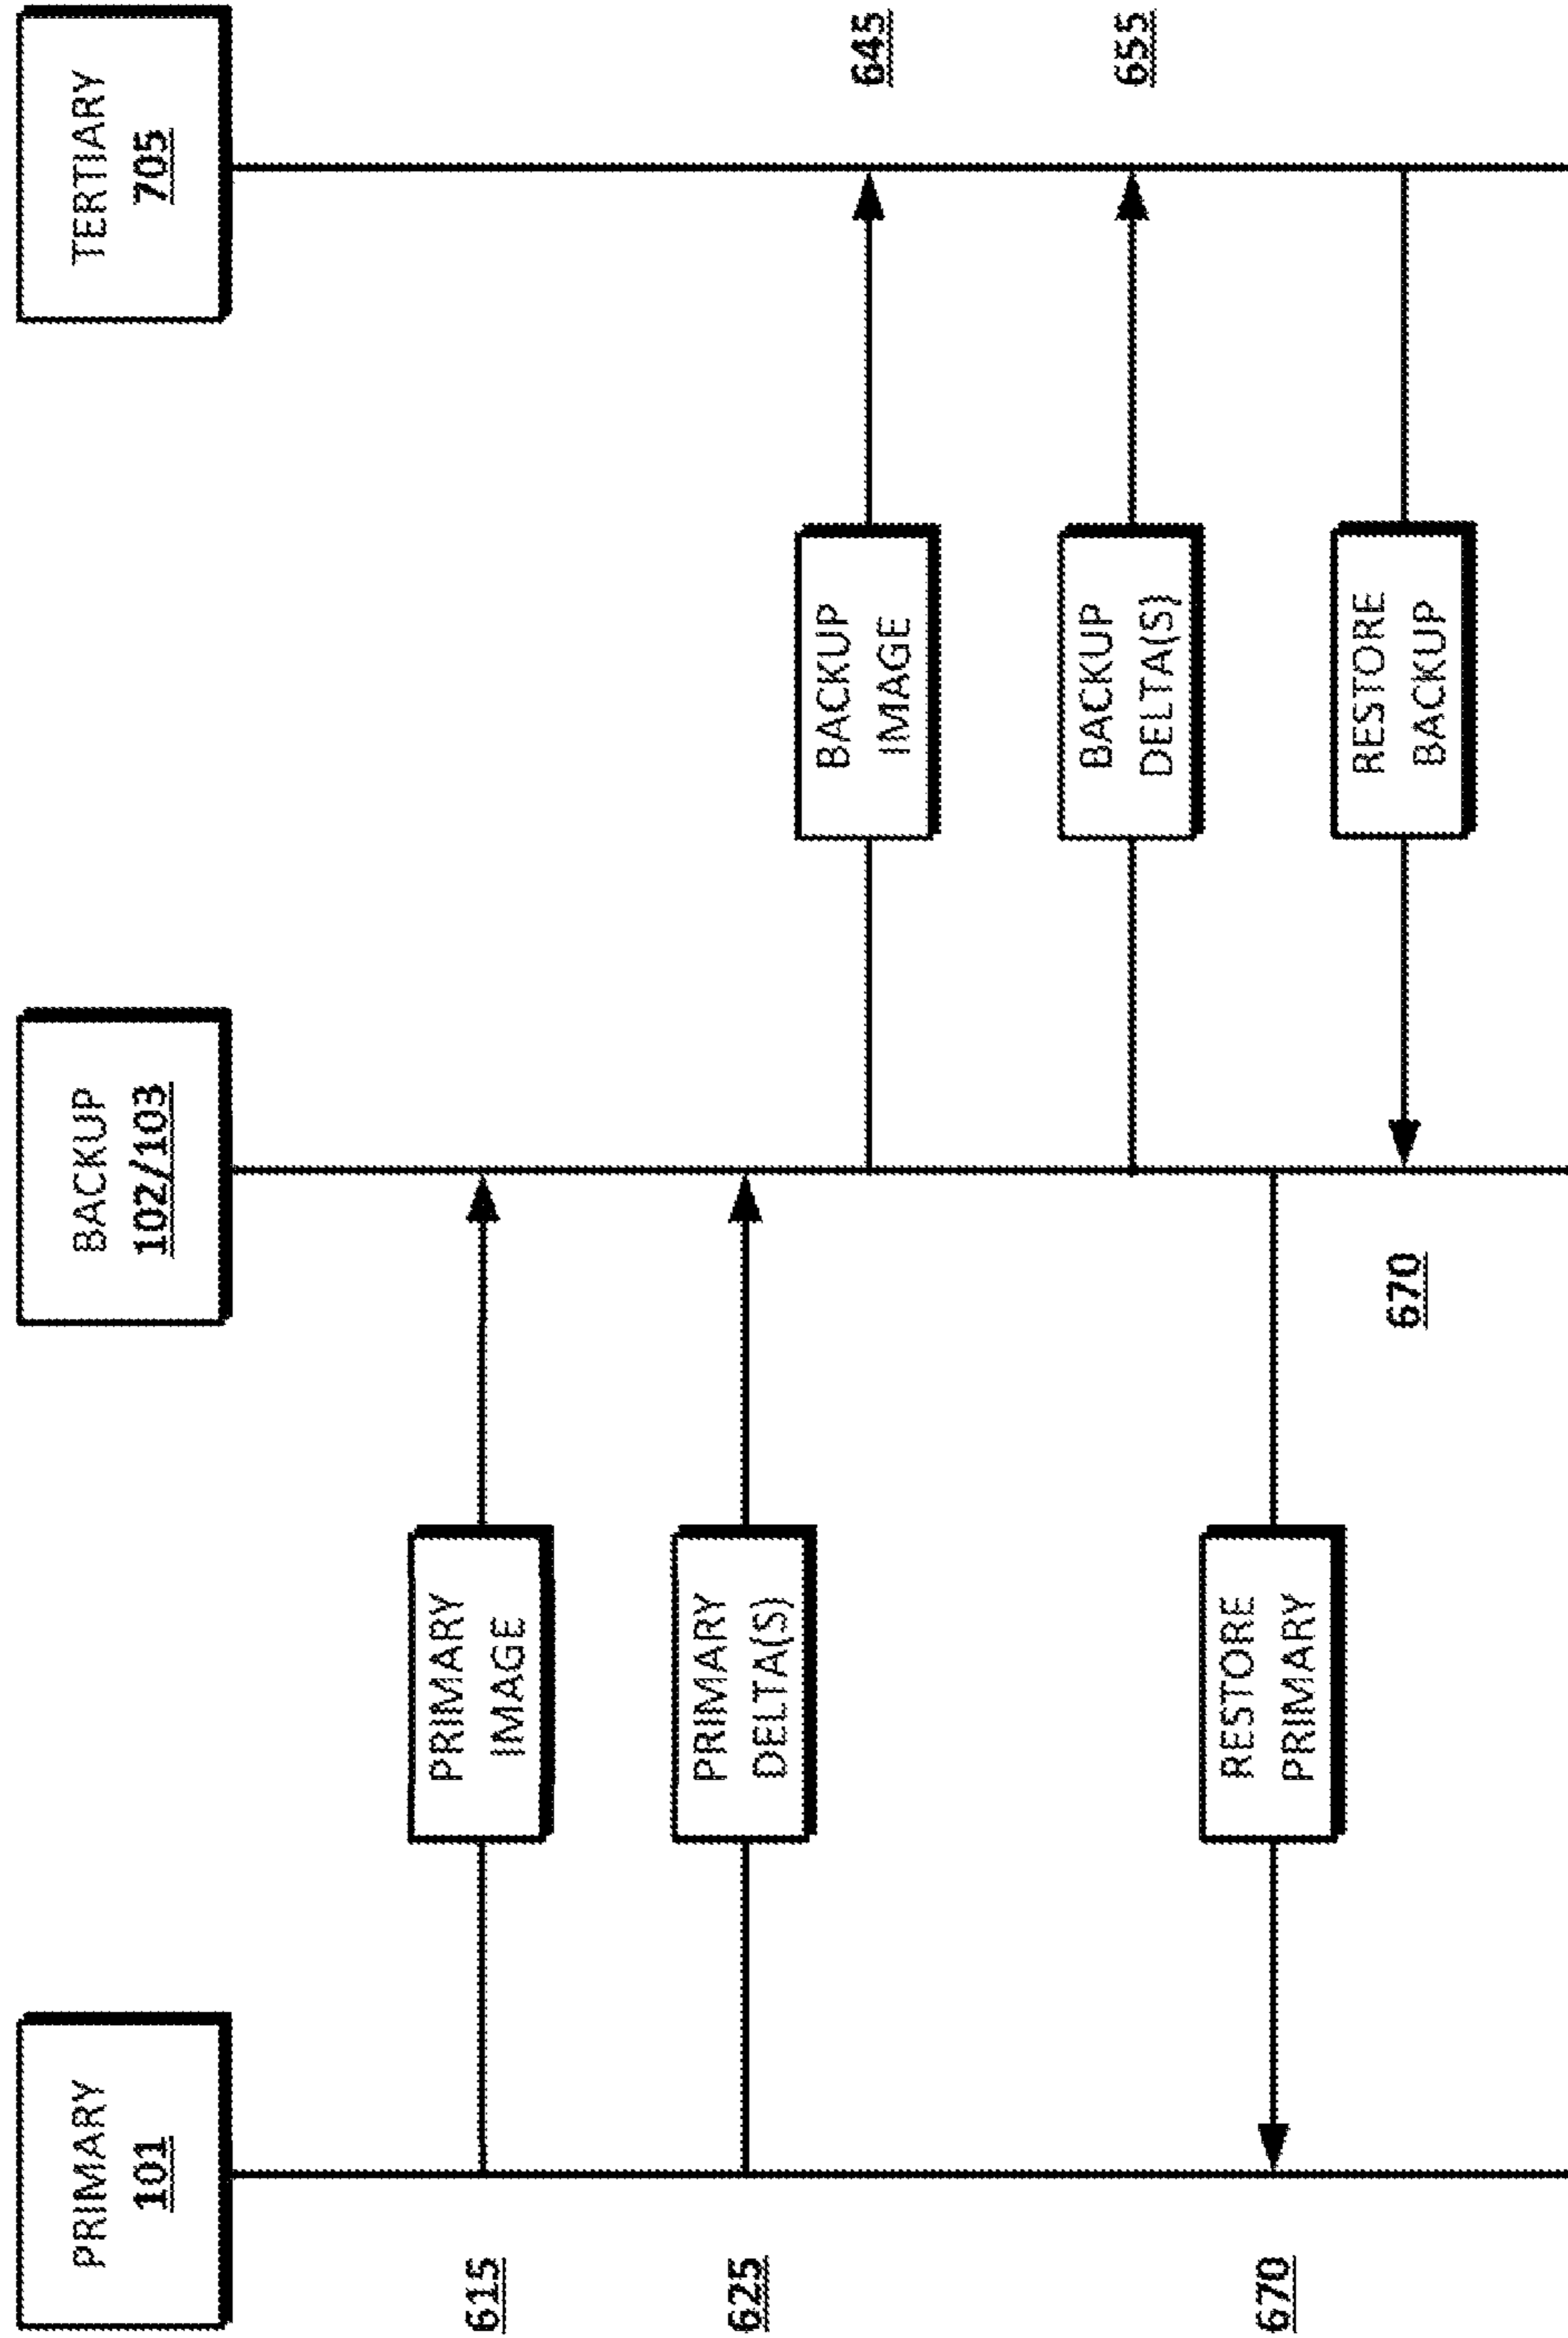 PRIMARY
101
BACKUP
102/103
TERTIARY
705
615
PRIMARY
IMAGE
625
PRIMARY
DELTA(S)
BACKUP
IMAGE
645
BACKUP
DELTA(S)
655
670
RESTORE
PRIMARY
RESTORE
BACKUP
670